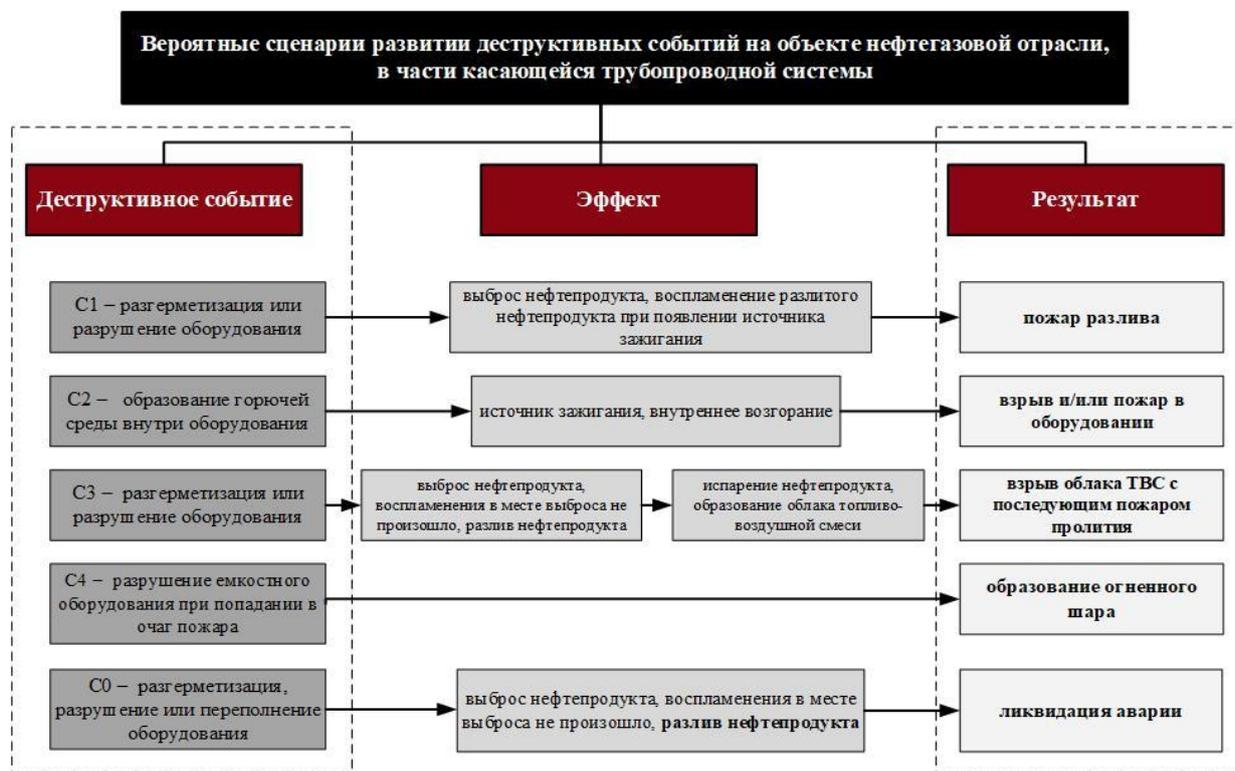 Вероятные сценарии развитии деструктивных событий на объекте нефтегазовой отрасли,
в части касающейся трубопроводной системы
Деструктивное событие
Эффект
Результат
С1 – разгерметизация или
разрушение оборудования
выброс нефтепродукта, воспламенение разлитого
нефтепродукта при появлении источника
зажигания
пожар разлива
С2 – образование горючей
среды внутри оборудования
источник зажигания, внутреннее возгорание
взрыв и/или пожар в
оборудовании
С3 – разгерметизация или
разрушение оборудования
выброс нефтепродукта,
воспламенения в месте выброса не
произошло, разлив нефтепродукта
испарение нефтепродукта,
образование облака топливо-
воздушной смеси
взрыв облака ТВС с
последующим пожаром
пролития
С4 – разрушение емкостного
оборудования при попадании в
очаг пожара
образование огненного
шара
С0 – разгерметизация,
разрушение или переполнение
оборудования
выброс нефтепродукта, воспламенения в месте
выброса не произошло, разлив нефтепродукта
ликвидация аварии